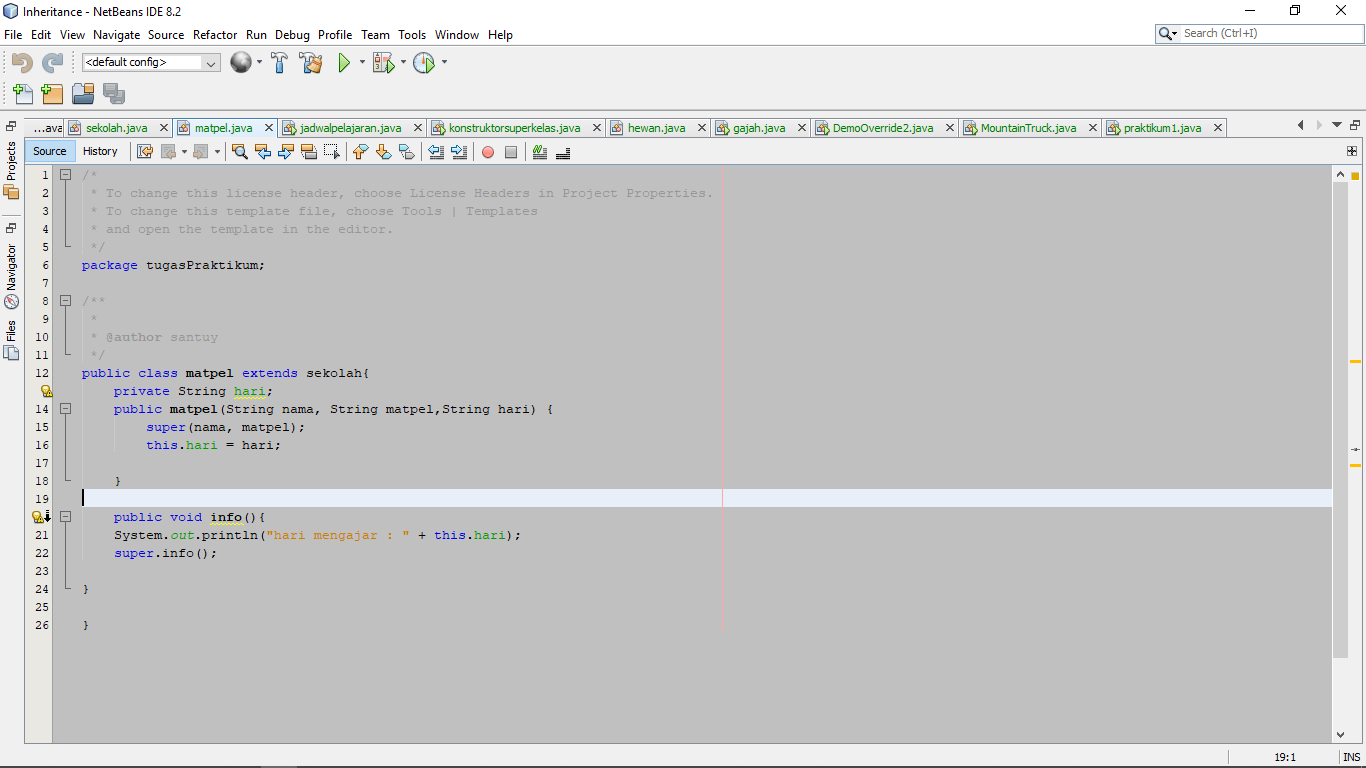 Inheritance - NetBeans IDE 8.2
File Edit View Navigate Source Refactor Run Debug Profile Team Tools Window Help
Search (Ctrl+I)
<default config>
...ava sekolah.java matpel.java jadwalpelajaran.java konstruktorsuperkelas.java hewan.java gajah.java DemoOverride2.java MountainTruck.java praktikum1.java
Projects
Navigator
Files
Source History
1 /*
2 * To change this license header, choose License Headers in Project Properties.
3 * To change this template file, choose Tools | Templates
4 * and open the template in the editor.
5 */
6 package tugasPraktikum;
7
8 /**
9 *
10 * @author santuy
11 */
12 public class matpel extends sekolah{
private String hari;
14 public matpel(String nama, String matpel,String hari) {
15 super(nama, matpel);
16 this.hari = hari;
17
18 }
19
public void info(){
21 System.out.println("hari mengajar : " + this.hari);
22 super.info();
23
24 }
25
26 }
19:1 INS